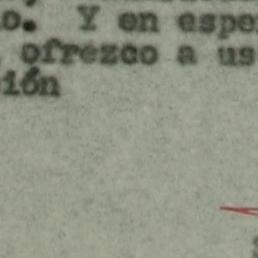 o. Y en espe
ofrezco a us
ión